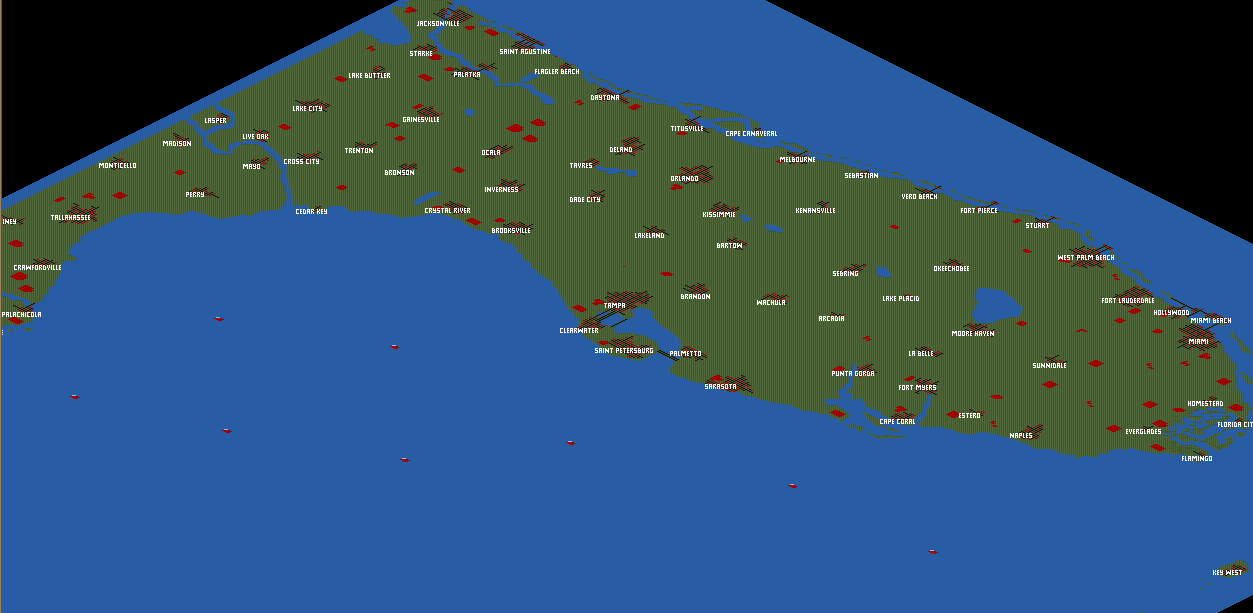 JACKSONVILLE
SAINT AGUSTINE
STARKE
FLAGLER BEACH
PALATKA
LAKE BUTTLER
DAYTONA
LAKE CITY
GAINESVILLE
JASPER
TITUSVILLE
CAPE CANAVERAL
LIVE OAK
MADISON
TRENTON
OCALA
DELAND
MELBOURNE
CROSS CITY
MONTICELLO
MAYO
TAVRES
BRONSON
SEBASTIAN
ORLANDO
INVERNESS
PERRY
VERO BEACH
DADE CITY
CEDAR KEY
CRYSTAL RIVER
KISSIMMIE
KENANSVILLE
FORT PIERCE
TALLAHASSEE
INEY
STUART
BROOKSVILLE
LAKELAND
BARTOW
WEST PALM BEACH
CRAWFORDVILLE
SEBRING
OKEECHOBEE
BRANDON
LAKE PLACID
FORT LAUDERDALE
WACHULA
TAMPA
HOLLYWOOD
PALACHICOLA
ARCADIA
MIAMI BEACH
CLEARWATER
MOORE HAVEN
MIAMI
SAINT PETERSBURG
PALMETTO
LA BELLE
SUNNIDALE
PUNTA GORDA
SARASOTA
FORT MYERS
HOMESTEAD
ESTERO
CAPE CORAL
FLORIDA CIT
EVERGLADES
NAPLES
FLAMINGO
KEY WEST